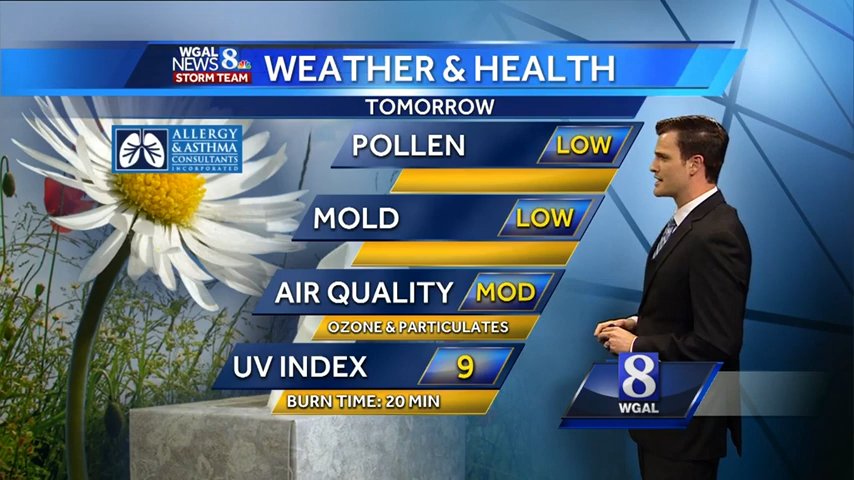 WGAL
NEWS 8
STORM TEAM
WEATHER & HEALTH
TOMORROW
ALLERGY
& ASTHMA
CONSULTANTS
INCORPORATED
POLLEN LOW
MOLD LOW
AIR QUALITY MOD
OZONE & PARTICULATES
UV INDEX 9
BURN TIME: 20 MIN
8
WGAL